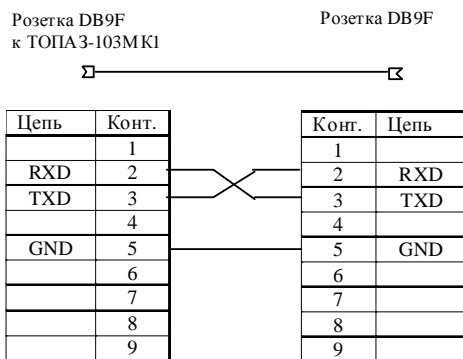 Розетка DB9F
к ТОПАЗ-103МК1
Розетка DB9F
Цепь Конт.
1
RXD 2
TXD 3
4
GND 5
6
7
8
9
Конт. Цепь
1
2 RXD
3 TXD
4
5 GND
6
7
8
9